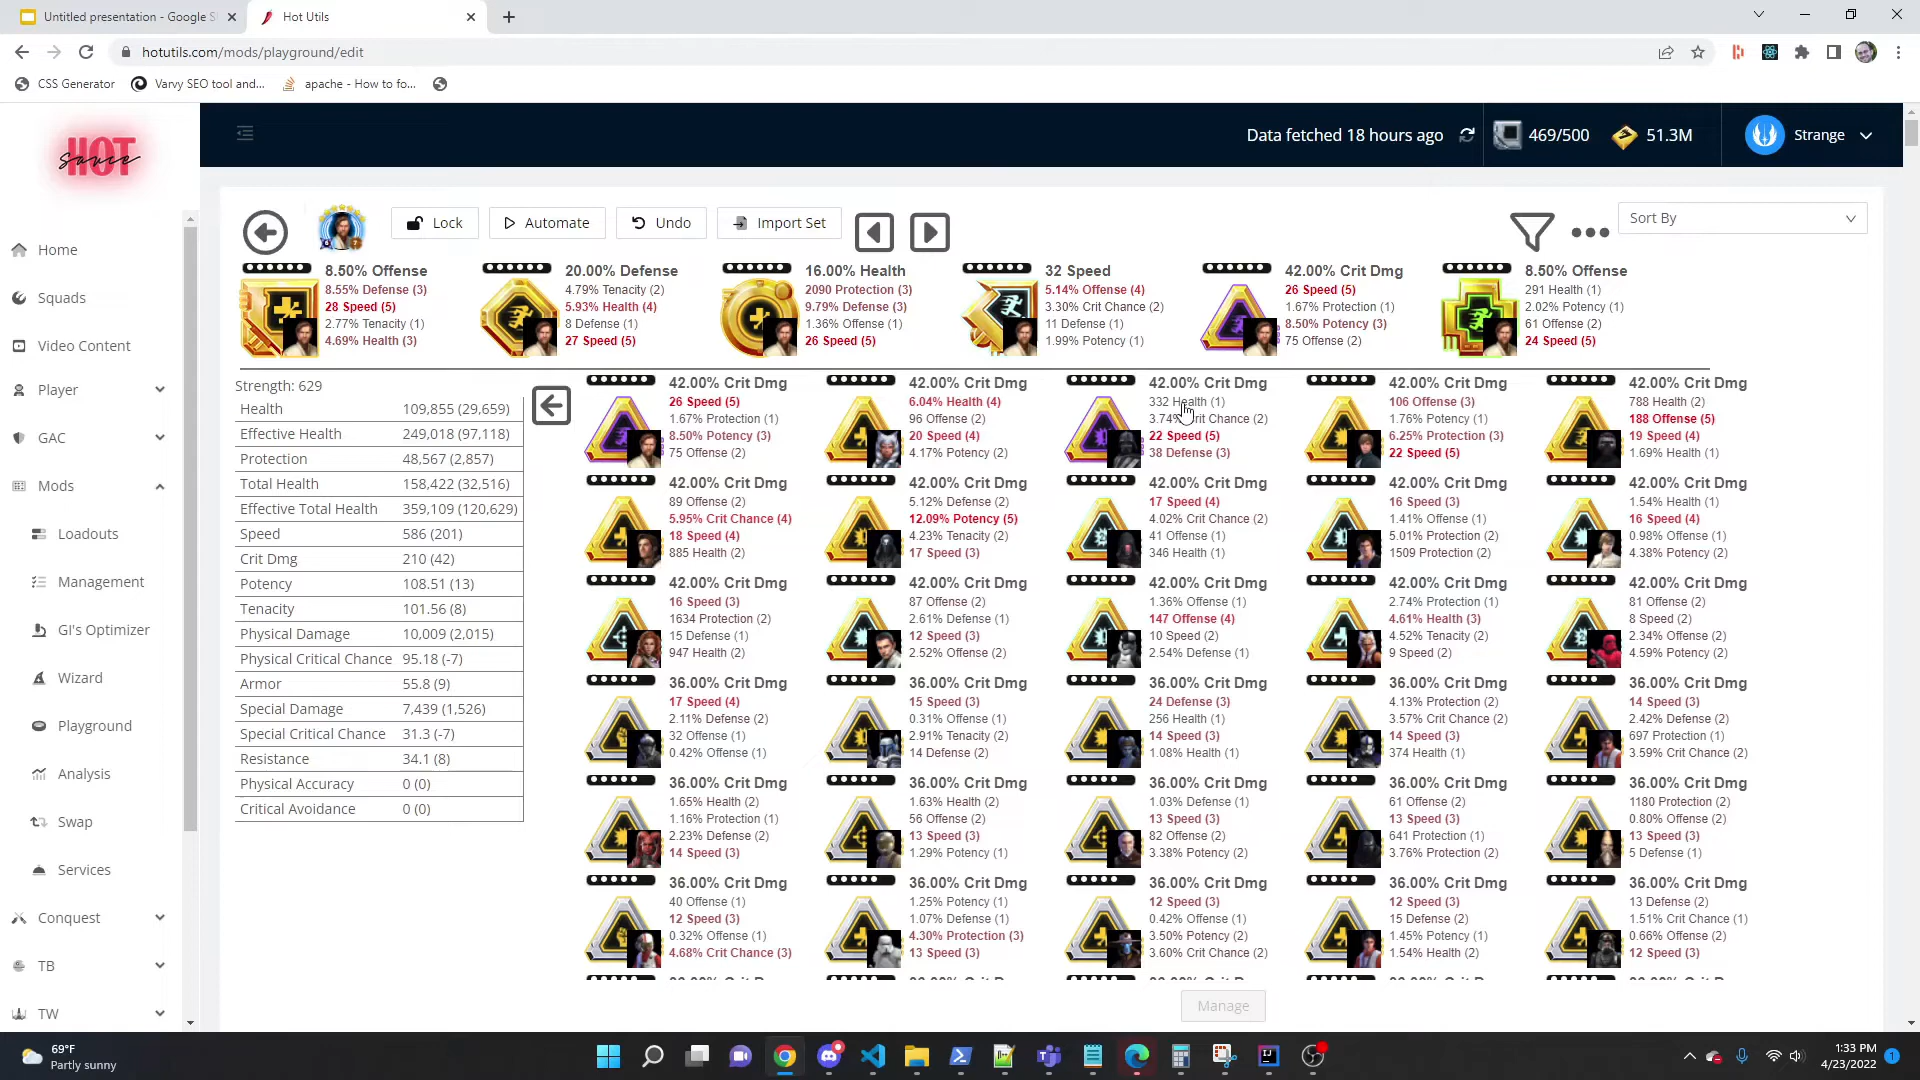 Untitled presentation - Google S
Hot Utils
hotutils.com/mods/playground/edit
CSS Generator
Varvy SEO tool and...
apache - How to fo...
HOT
sauce
Data fetched 18 hours ago
469/500
51.3M
Strange
Home
Squads
Video Content
Player
GAC
Mods
Loadouts
Management
GI's Optimizer
Wizard
Playground
Analysis
Swap
Services
Conquest
TB
TW
Lock
Automate
Undo
Import Set
Sort By
8.50% Offense
8.55% Defense (3)
28 Speed (5)
2.77% Tenacity (1)
4.69% Health (3)
20.00% Defense
4.79% Tenacity (2)
5.93% Health (4)
8 Defense (1)
27 Speed (5)
16.00% Health
2090 Protection (3)
9.79% Defense (3)
1.36% Offense (1)
26 Speed (5)
32 Speed
5.14% Offense (4)
3.30% Crit Chance (2)
11 Defense (1)
1.99% Potency (1)
42.00% Crit Dmg
26 Speed (5)
1.67% Protection (1)
8.50% Potency (3)
75 Offense (2)
8.50% Offense
291 Health (1)
2.02% Potency (1)
61 Offense (2)
24 Speed (5)
Strength: 629
Health 109,855 (29,659)
Effective Health 249,018 (97,118)
Protection 48,567 (2,857)
Total Health 158,422 (32,516)
Effective Total Health 359,109 (120,629)
Speed 586 (201)
Crit Dmg 210 (42)
Potency 108.51 (13)
Tenacity 101.56 (8)
Physical Damage 10,009 (2,015)
Physical Critical Chance 95.18 (-7)
Armor 55.8 (9)
Special Damage 7,439 (1,526)
Special Critical Chance 31.3 (-7)
Resistance 34.1 (8)
Physical Accuracy 0 (0)
Critical Avoidance 0 (0)
42.00% Crit Dmg
26 Speed (5)
1.67% Protection (1)
8.50% Potency (3)
75 Offense (2)
42.00% Crit Dmg
6.04% Health (4)
96 Offense (2)
20 Speed (4)
4.17% Potency (2)
42.00% Crit Dmg
332 Health (1)
3.74% Crit Chance (2)
22 Speed (5)
38 Defense (3)
42.00% Crit Dmg
106 Offense (3)
1.76% Potency (1)
6.25% Protection (3)
22 Speed (5)
42.00% Crit Dmg
788 Health (2)
188 Offense (5)
19 Speed (4)
1.69% Health (1)
42.00% Crit Dmg
89 Offense (2)
5.95% Crit Chance (4)
18 Speed (4)
885 Health (2)
42.00% Crit Dmg
5.12% Defense (2)
12.09% Potency (5)
4.23% Tenacity (2)
17 Speed (3)
42.00% Crit Dmg
17 Speed (4)
4.02% Crit Chance (2)
41 Offense (1)
346 Health (1)
42.00% Crit Dmg
16 Speed (3)
1.41% Offense (1)
5.01% Protection (2)
1509 Protection (2)
42.00% Crit Dmg
1.54% Health (1)
16 Speed (4)
0.98% Offense (1)
4.38% Potency (2)
42.00% Crit Dmg
16 Speed (3)
1634 Protection (2)
15 Defense (1)
947 Health (2)
42.00% Crit Dmg
87 Offense (2)
2.61% Defense (1)
12 Speed (3)
2.52% Offense (2)
42.00% Crit Dmg
1.36% Offense (1)
147 Offense (4)
10 Speed (2)
2.54% Defense (1)
42.00% Crit Dmg
2.74% Protection (1)
4.61% Health (3)
4.52% Tenacity (2)
9 Speed (2)
42.00% Crit Dmg
81 Offense (2)
8 Speed (2)
2.34% Offense (2)
4.59% Potency (2)
36.00% Crit Dmg
17 Speed (4)
2.11% Defense (2)
32 Offense (1)
0.42% Offense (1)
36.00% Crit Dmg
15 Speed (3)
0.31% Offense (1)
2.91% Tenacity (2)
14 Defense (2)
36.00% Crit Dmg
24 Defense (3)
256 Health (1)
14 Speed (3)
1.08% Health (1)
36.00% Crit Dmg
4.13% Protection (2)
3.57% Crit Chance (2)
14 Speed (3)
374 Health (1)
36.00% Crit Dmg
14 Speed (3)
2.42% Defense (2)
697 Protection (1)
3.59% Crit Chance (2)
36.00% Crit Dmg
1.65% Health (2)
1.16% Protection (1)
2.23% Defense (2)
14 Speed (3)
36.00% Crit Dmg
1.63% Health (2)
56 Offense (2)
13 Speed (3)
1.29% Potency (1)
36.00% Crit Dmg
1.03% Defense (1)
13 Speed (3)
82 Offense (2)
3.38% Potency (2)
36.00% Crit Dmg
61 Offense (2)
13 Speed (3)
641 Protection (1)
3.76% Protection (2)
36.00% Crit Dmg
1180 Protection (2)
0.80% Offense (2)
13 Speed (3)
5 Defense (1)
36.00% Crit Dmg
40 Offense (1)
12 Speed (3)
0.32% Offense (1)
4.68% Crit Chance (3)
36.00% Crit Dmg
1.25% Potency (1)
1.07% Defense (1)
4.30% Protection (3)
13 Speed (3)
36.00% Crit Dmg
12 Speed (3)
0.42% Offense (1)
3.50% Potency (2)
3.60% Crit Chance (2)
36.00% Crit Dmg
12 Speed (3)
15 Defense (2)
1.45% Potency (1)
1.54% Health (2)
36.00% Crit Dmg
13 Defense (2)
1.51% Crit Chance (1)
0.66% Offense (2)
12 Speed (3)
Manage
69°F
Partly sunny
1:33 PM
4/23/2022